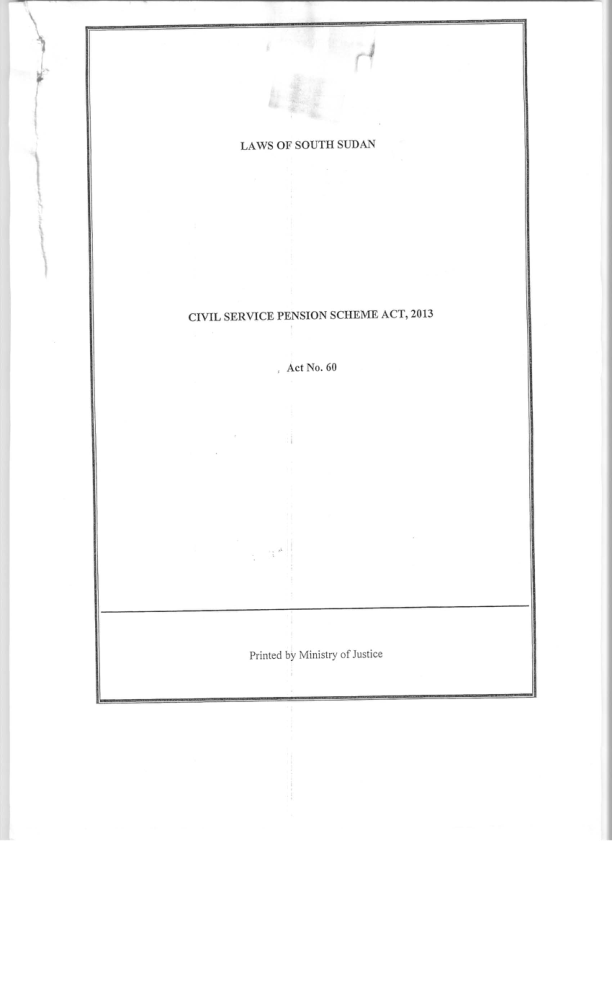 LAWS OF SOUTH SUDAN
CIVIL SERVICE PENSION SCHEME ACT, 2013
Act No. 60
Printed by Ministry of Justice